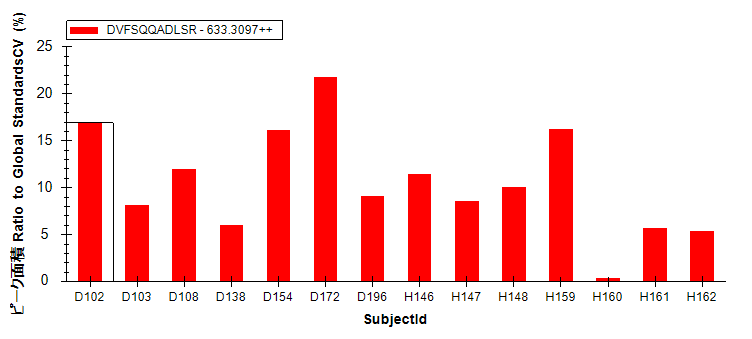 DVFSQQADLSR - 633.3097++
ピーク面積 Ratio to Global StandardsCV (%)
25
20
15
10
5
0
D102 D103 D108 D138 D154 D172 D196 H146 H147 H148 H159 H160 H161 H162
SubjectId